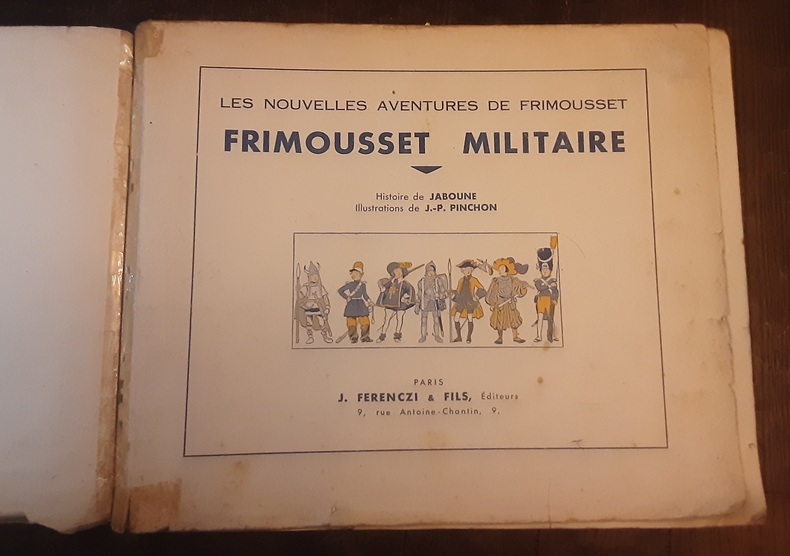 LES NOUVELLES AVENTURES DE FRIMOUSSET
FRIMOUSSET MILITAIRE
Histoire de JABOUNE
Illustrations de J.-P. PINCHON
PARIS
J. FERENCZI & FILS, Éditeurs
9, rue Antoine-Chantin, 9,